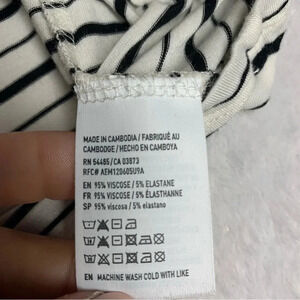 MADE IN CAMBODIA / FABRIQUÉ AU
CAMBODGE / HECHO EN CAMBOYA
RN 54485 / CA 03873
RFC# AEM120605U9A
EN 95% VISCOSE / 5% ELASTANE
FR 95% VISCOSE / 5% ÉLASTHANNE
SP 95% viscosa / 5% elastano
EN MACHINE WASH COLD WITH LIKE